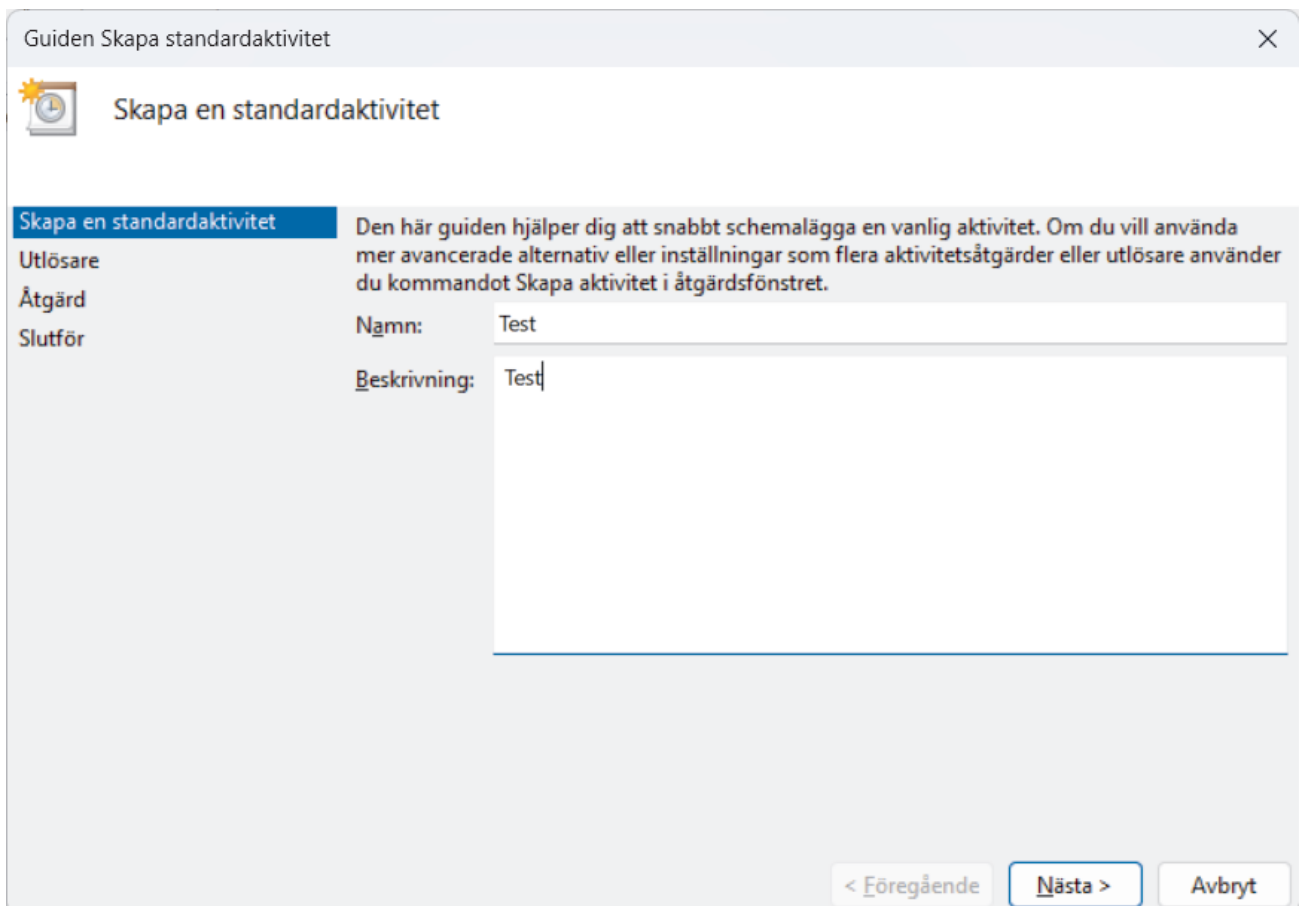 Guiden Skapa standardaktivitet
Skapa en standardaktivitet
Skapa en standardaktivitet
Utlösare
Åtgärd
Slutför
Den här guiden hjälper dig att snabbt schemalägga en vanlig aktivitet. Om du vill använda
mer avancerade alternativ eller inställningar som flera aktivitetsåtgärder eller utlösare använder
du kommandot Skapa aktivitet i åtgärdsfönstret.
Namn: Test
Beskrivning: Test
< Föregående Nästa > Avbryt